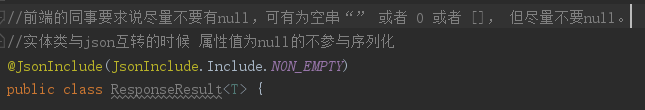 //前端的同事要求说尽量不要有null,可有为空串“” 或者 0 或者 [], 但尽量不要null。
//实体类与json互转的时候 属性值为null的不参与序列化
@JsonInclude(JsonInclude.Include.NON_EMPTY)
public class ResponseResult<T> {